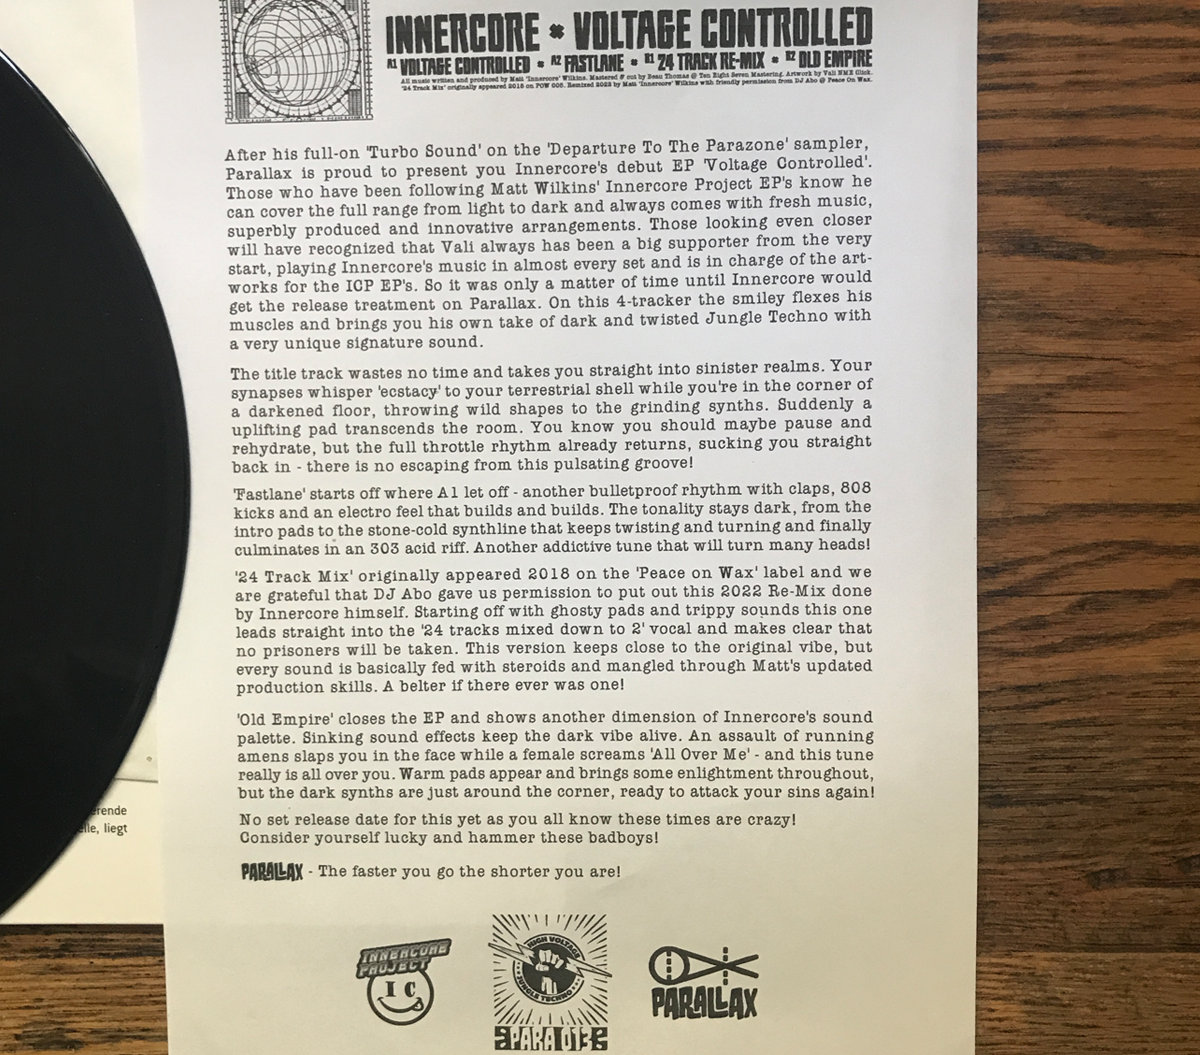 INNERCORE * VOLTAGE CONTROLLED
A1 VOLTAGE CONTROLLED * A2 FASTLANE * B1 24 TRACK RE-MIX * B2 OLD EMPIRE
All music written and produced by Matt 'Innercore' Wilkins. Mastered & cut by Beau Thomas @ Ten Eight Seven Mastering. Artwork by Vali NME Click.
'24 Track Mix' originally appeared 2018 on POW 005. Remixed 2022 by Matt 'Innercore' Wilkins with friendly permission from DJ Abo @ Peace On Wax.
After his full-on 'Turbo Sound' on the 'Departure To The Parazone' sampler,
Parallax is proud to present you Innercore's debut EP 'Voltage Controlled'.
Those who have been following Matt Wilkins' Innercore Project EP's know he
can cover the full range from light to dark and always comes with fresh music,
superbly produced and innovative arrangements. Those looking even closer
will have recognized that Vali always has been a big supporter from the very
start, playing Innercore's music in almost every set and is in charge of the art-
works for the ICP EP's. So it was only a matter of time until Innercore would
get the release treatment on Parallax. On this 4-tracker the smiley flexes his
muscles and brings you his own take of dark and twisted Jungle Techno with
a very unique signature sound.
The title track wastes no time and takes you straight into sinister realms. Your
synapses whisper 'ecstacy' to your terrestrial shell while you're in the corner of
a darkened floor, throwing wild shapes to the grinding synths. Suddenly a
uplifting pad transcends the room. You know you should maybe pause and
rehydrate, but the full throttle rhythm already returns, sucking you straight
back in - there is no escaping from this pulsating groove!
'Fastlane' starts off where A1 let off - another bulletproof rhythm with claps, 808
kicks and an electro feel that builds and builds. The tonality stays dark, from the
intro pads to the stone-cold synthline that keeps twisting and turning and finally
culminates in an 303 acid riff. Another addictive tune that will turn many heads!
'24 Track Mix' originally appeared 2018 on the 'Peace on Wax' label and we
are grateful that DJ Abo gave us permission to put out this 2022 Re-Mix done
by Innercore himself. Starting off with ghosty pads and trippy sounds this one
leads straight into the '24 tracks mixed down to 2' vocal and makes clear that
no prisoners will be taken. This version keeps close to the original vibe, but
every sound is basically fed with steroids and mangled through Matt's updated
production skills. A belter if there ever was one!
'Old Empire' closes the EP and shows another dimension of Innercore's sound
palette. Sinking sound effects keep the dark vibe alive. An assault of running
amens slaps you in the face while a female screams 'All Over Me' - and this tune
really is all over you. Warm pads appear and brings some enlightment throughout,
but the dark synths are just around the corner, ready to attack your sins again!
erende
elle, liegt
No set release date for this yet as you all know these times are crazy!
Consider yourself lucky and hammer these badboys!
PARALLAX - The faster you go the shorter you are!
INNERCORE
PROJECT
I C
HIGH VOLTAGE
JUNGLE TECHNO
PARA 013
PARALLAX